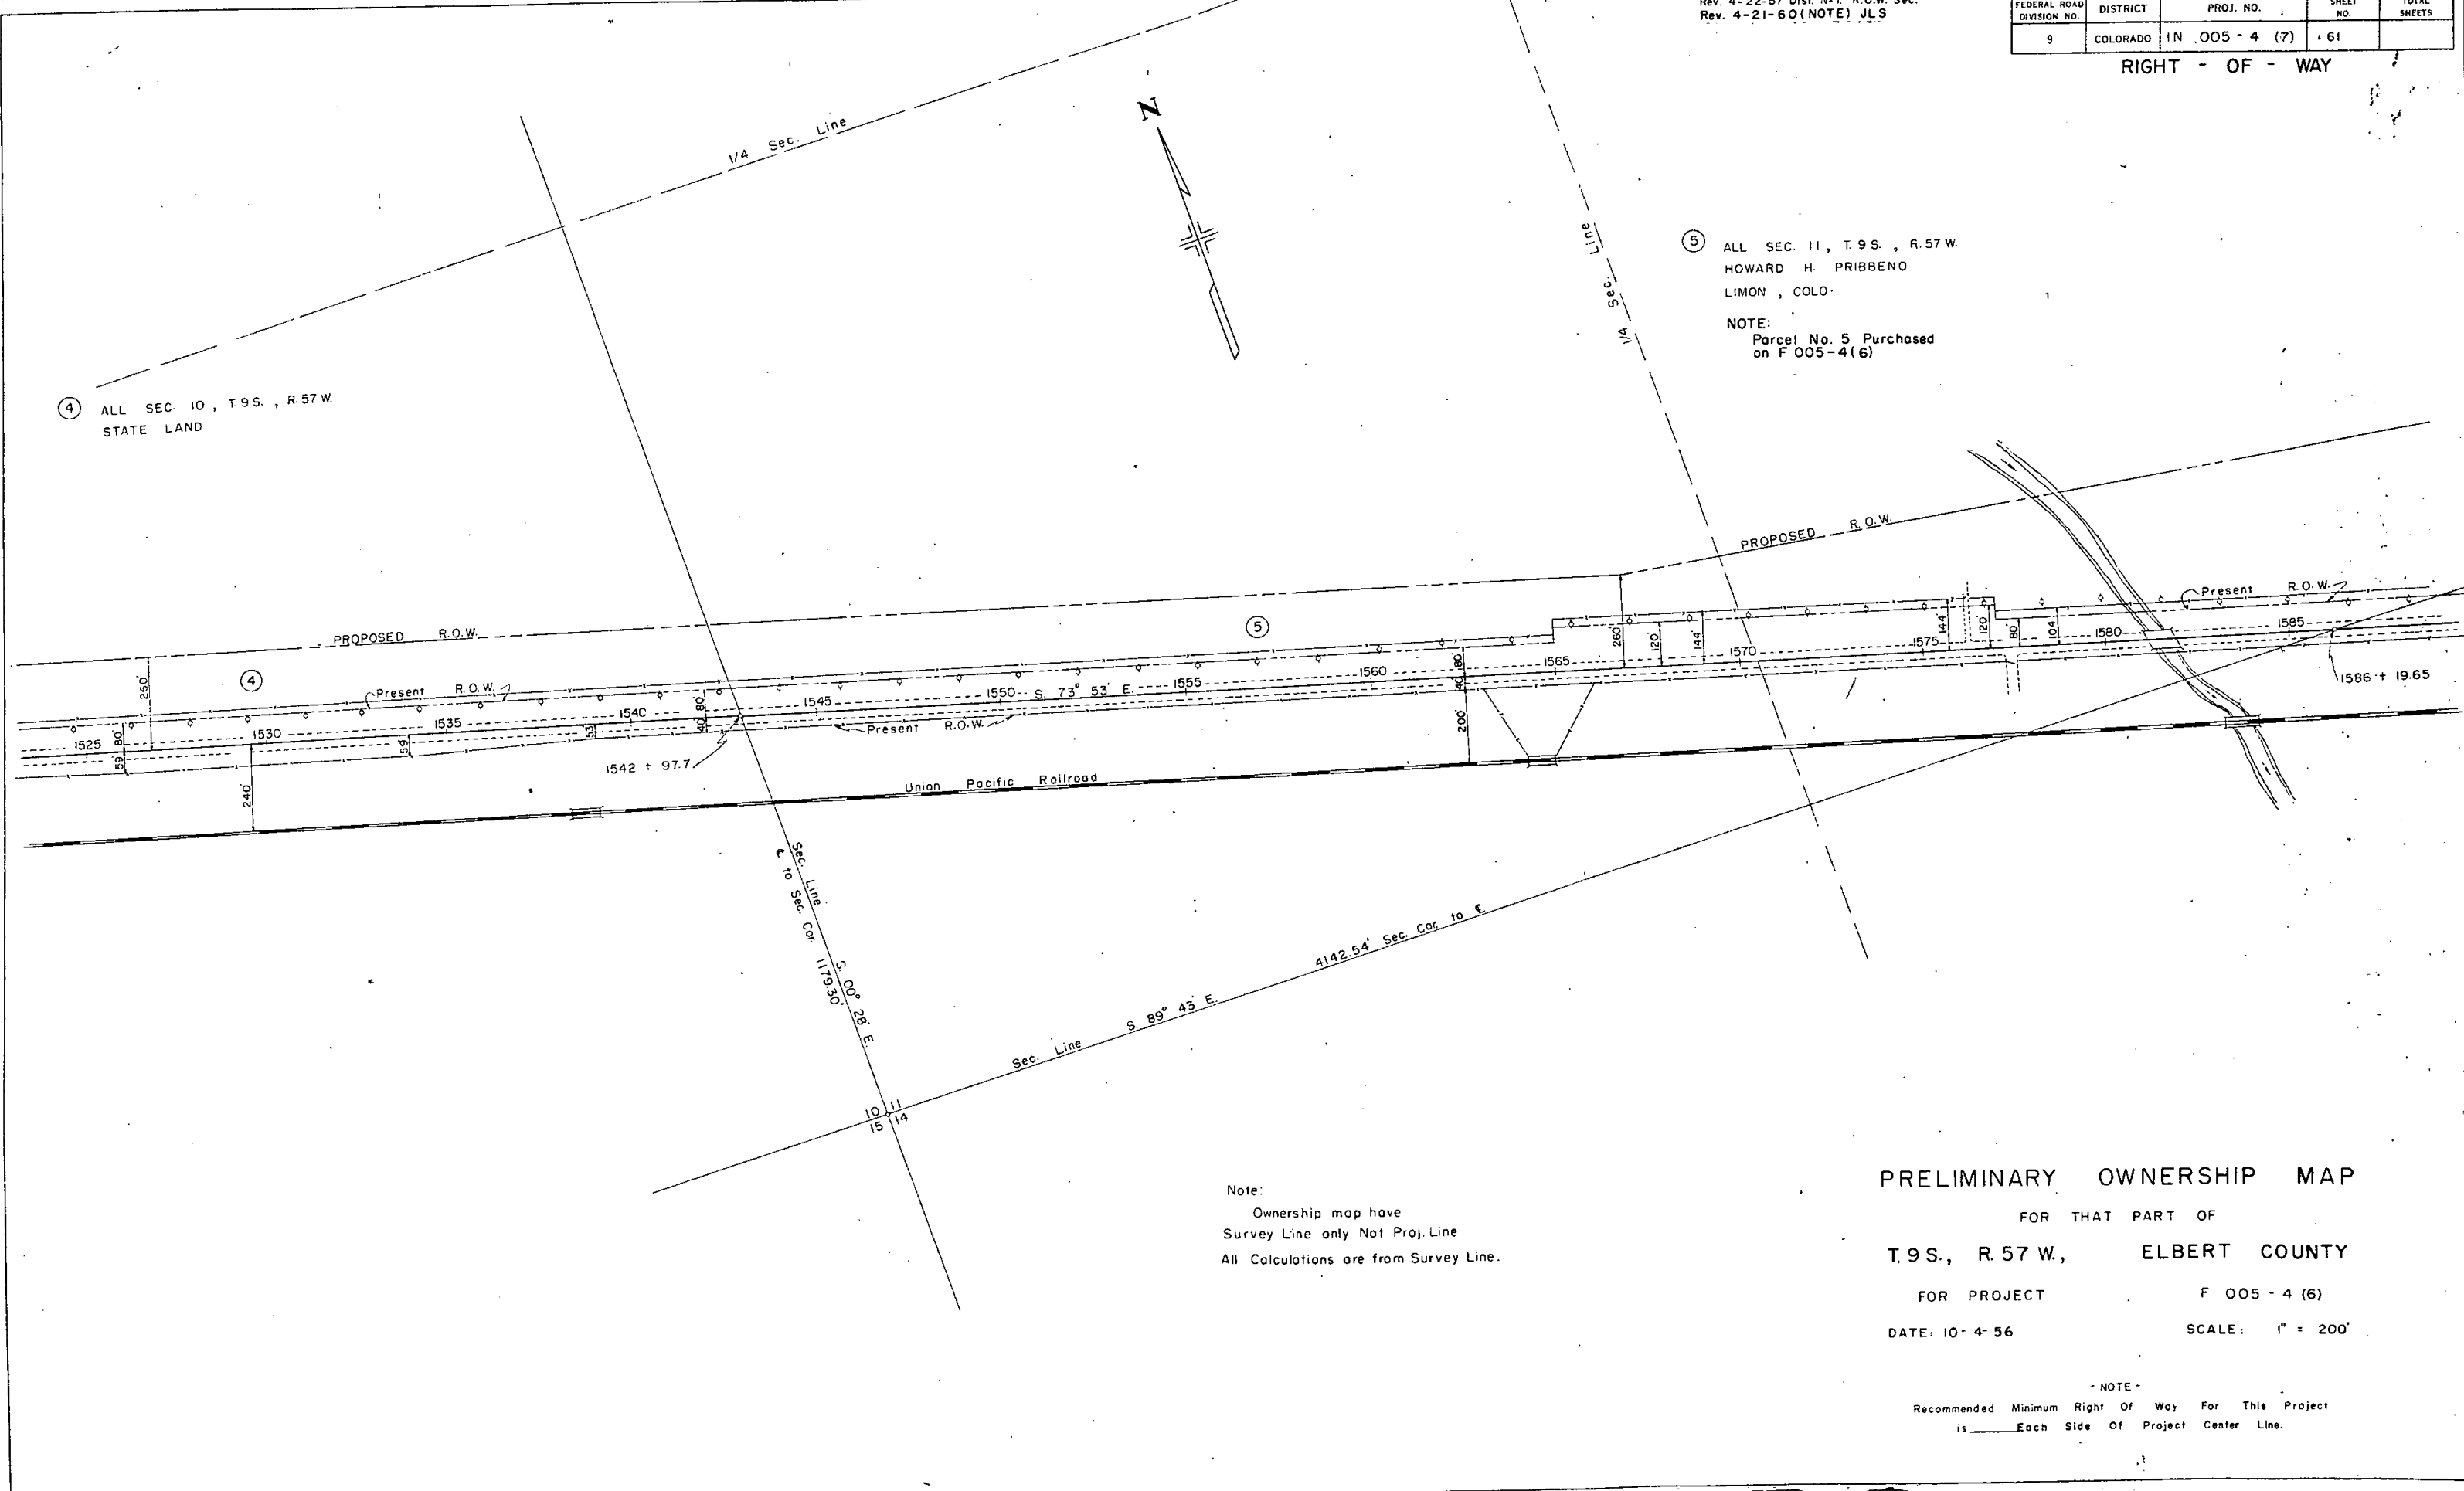 Rev. 4-22-57 Dist. No. 1. R.O.W. Sec.
Rev. 4-21-60 (NOTE) JLS
FEDERAL ROAD DIVISION NO. DISTRICT PROJ. NO. SHEET NO. TOTAL SHEETS
9 COLORADO IN 005 - 4 (7) 61
RIGHT - OF - WAY
N
1/4 Sec. Line
1/4 Sec. Line
5 ALL SEC. 11, T. 9 S., R. 57 W.
HOWARD H. PRIBBENO
LIMON, COLO.
NOTE:
Parcel No. 5 Purchased
on F 005-4(6)
4 ALL SEC. 10, T. 9 S., R. 57 W.
STATE LAND
PROPOSED R.O.W.
PROPOSED R.O.W.
5
4
Present R.O.W.
Present R.O.W.
Present R.O.W.
1525 1530 1535 1540 1545 1550 S. 73° 53' E. 1555 1560 1565 1570 1575 1580 1585
260' 59' 80' 240' 59' 53' 40' 80' 40' 80' 200' 260' 120' 144' 144' 120' 80' 104'
1542 + 97.7
1586 + 19.65
Union Pacific Railroad
Sec. Line S. 00° 28' E.
℄ to Sec. Cor. 1179.30'
4142.54' Sec. Cor. to ℄
Sec. Line S. 89° 43' E.
10 11
15 14
Note:
Ownership map have
Survey Line only Not Proj. Line
All Calculations are from Survey Line.
PRELIMINARY OWNERSHIP MAP
FOR THAT PART OF
T. 9 S., R. 57 W., ELBERT COUNTY
FOR PROJECT F 005 - 4 (6)
DATE: 10-4-56 SCALE: 1" = 200'
- NOTE -
Recommended Minimum Right Of Way For This Project
is ____ Each Side Of Project Center Line.